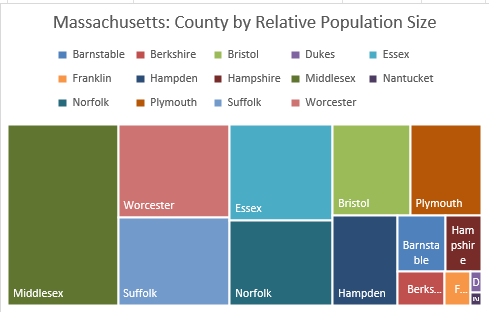 Massachusetts: County by Relative Population Size
Barnstable Berkshire Bristol Dukes Essex
Franklin Hampden Hampshire Middlesex Nantucket
Norfolk Plymouth Suffolk Worcester
Middlesex
Worcester
Suffolk
Essex
Norfolk
Bristol
Plymouth
Hampden
Barnsta
ble
Ham
pshir
e
Berks...
F...
D